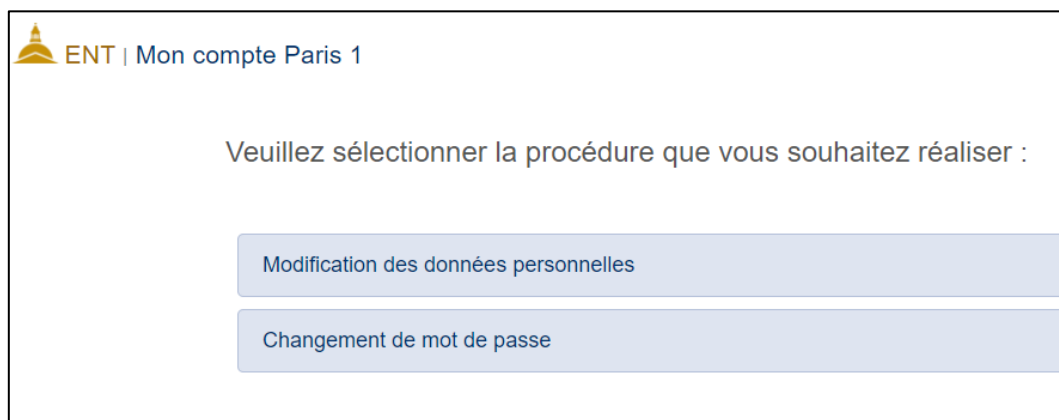 ENT | Mon compte Paris 1
Veuillez sélectionner la procédure que vous souhaitez réaliser :
Modification des données personnelles
Changement de mot de passe